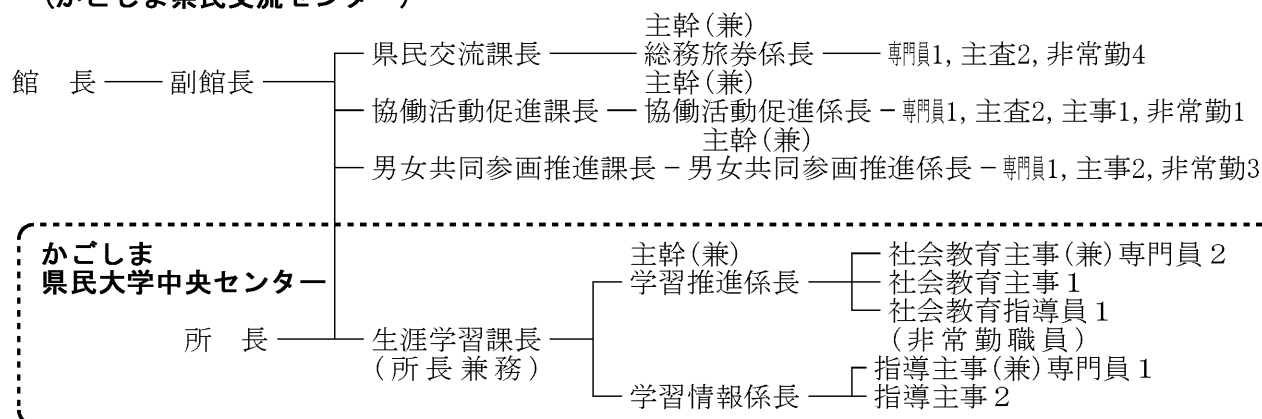 (かごしま県民交流センター)
主幹(兼)
県民交流課長 総務旅券係長 専門員1, 主査2, 非常勤4
館 長 副館長
主幹(兼)
協働活動促進課長 協働活動促進係長 専門員1, 主査2, 主事1, 非常勤1
主幹(兼)
男女共同参画推進課長 男女共同参画推進係長 専門員1, 主事2, 非常勤3
かごしま
県民大学中央センター
主幹(兼)
学習推進係長
社会教育主事(兼)専門員2
社会教育主事1
社会教育指導員1
(非常勤職員)
所 長 生涯学習課長
(所長兼務)
学習情報係長
指導主事(兼)専門員1
指導主事2